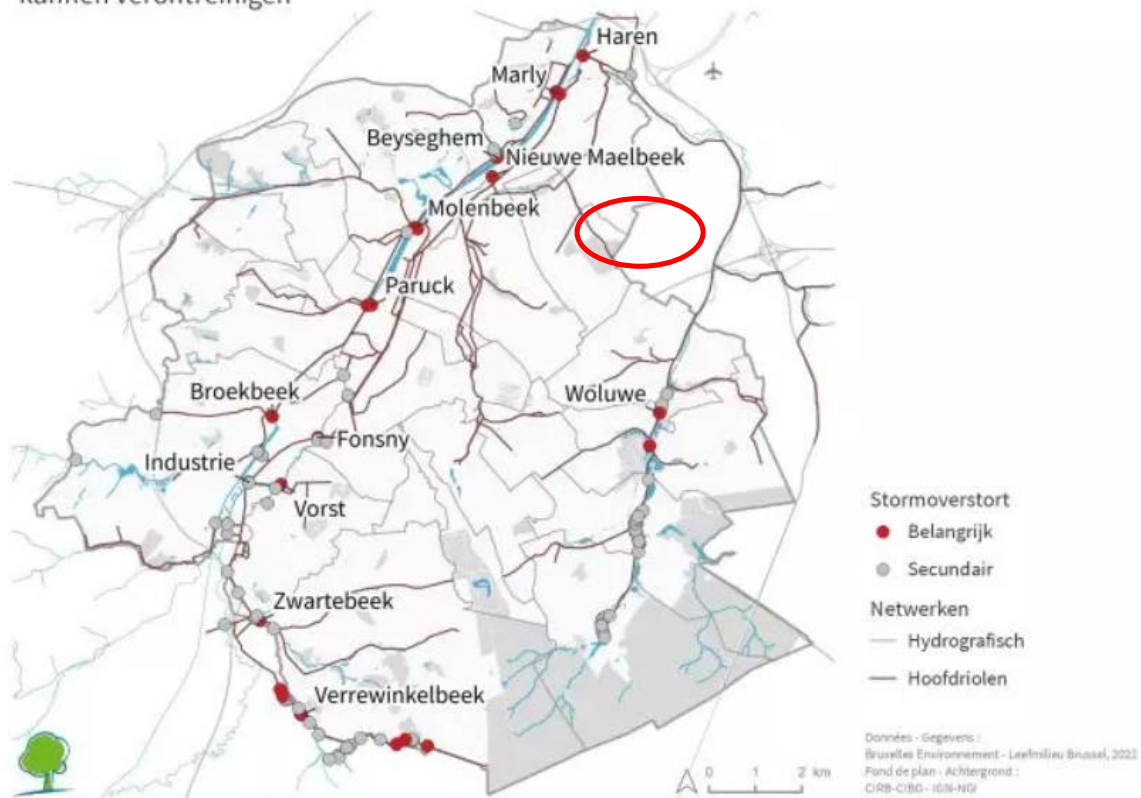 kunnen verontreinigen
Haren
Marly
Beyseghem
Nieuwe Maelbeek
Molenbeek
Paruck
Broekbeek
Woluwe
Fonsny
Industrie
Vorst
Zwartebeek
Verrewinkelbeek
Stormoverstort
Belangrijk
Secundair
Netwerken
Hydrografisch
Hoofdriolen
Données - Gegevens :
Bruxelles Environnement - Leefmilieu Brussel, 2022
Fond de plan - Achtergrond :
CIRB-CIBG - IGN-NGI
0 1 2 km